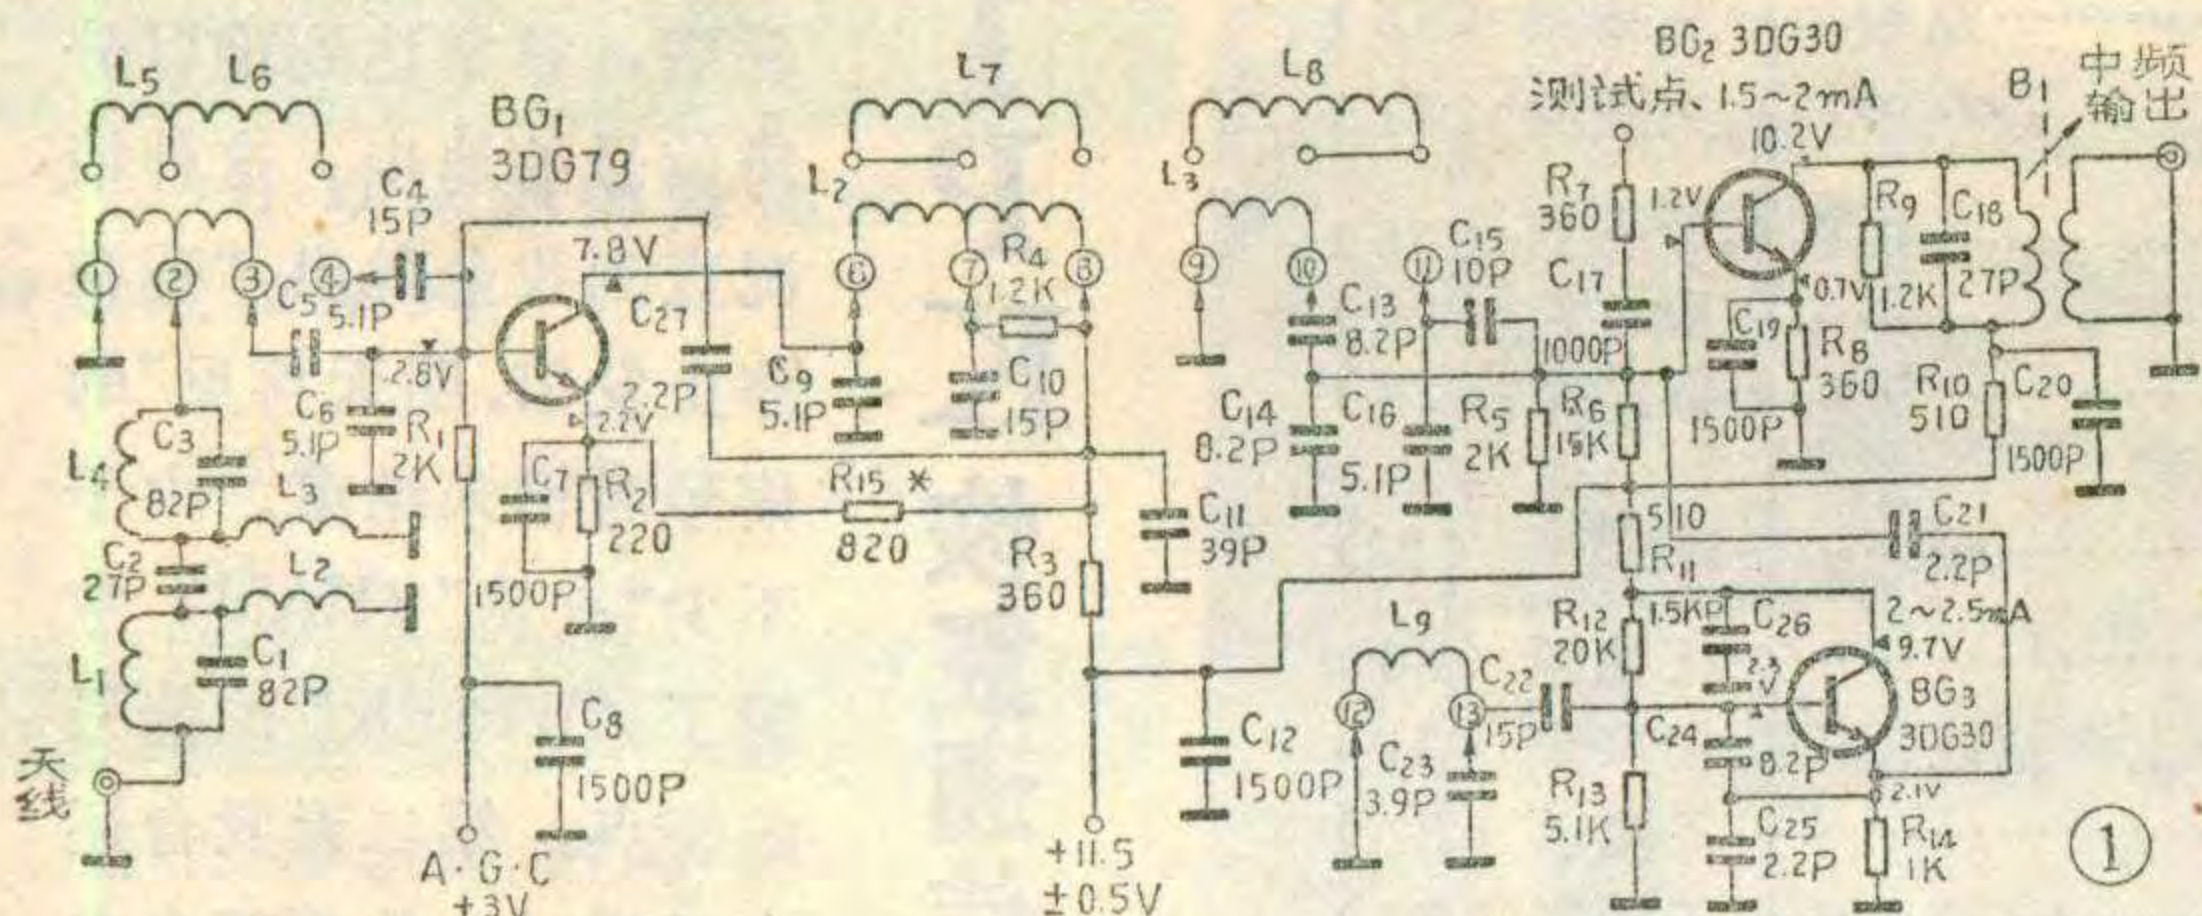 L5 L6
BG1
3DG79
L7
L8
BG2 3DG30
测试点、1.5~2mA
10.2V
B1
中频
输出
C4
15P
L2
L3
R7
360
1.2V
R9
1.2K
C18
27P
7.8V
① ② ③ ④
C5
5.1P
C27
2.2P
⑥ ⑦ ⑧
R4
1.2K
⑨ ⑩ ⑪
C13
8.2P
C15
10P
C17
1000P
0.7V
C19
1500P
R8
360
R10
510
C20
1500P
2.8V
C6
5.1P
R1
2K
2.2V
C9
5.1P
C10
15P
C14
8.2P
C16
5.1P
R5
2K
R6
15K
L4
C3
82P
L3
C7
1500P
R2
220
R15 *
820
C11
39P
R3
360
510
R11
C21
2.2P
C2
27P
L2
L1
C1
82P
L9
R12
20K
1.5KP
C26
2~2.5mA
9.7V
2.3
V
BG3
3DG30
⑫ ⑬
C22
15P
C24
8.2P
2.1V
C8
1500P
C12
1500P
C23
3.9P
R13
5.1K
C25
2.2P
R14
1K
天
线
A·G·C
+3V
+11.5
±0.5V
①